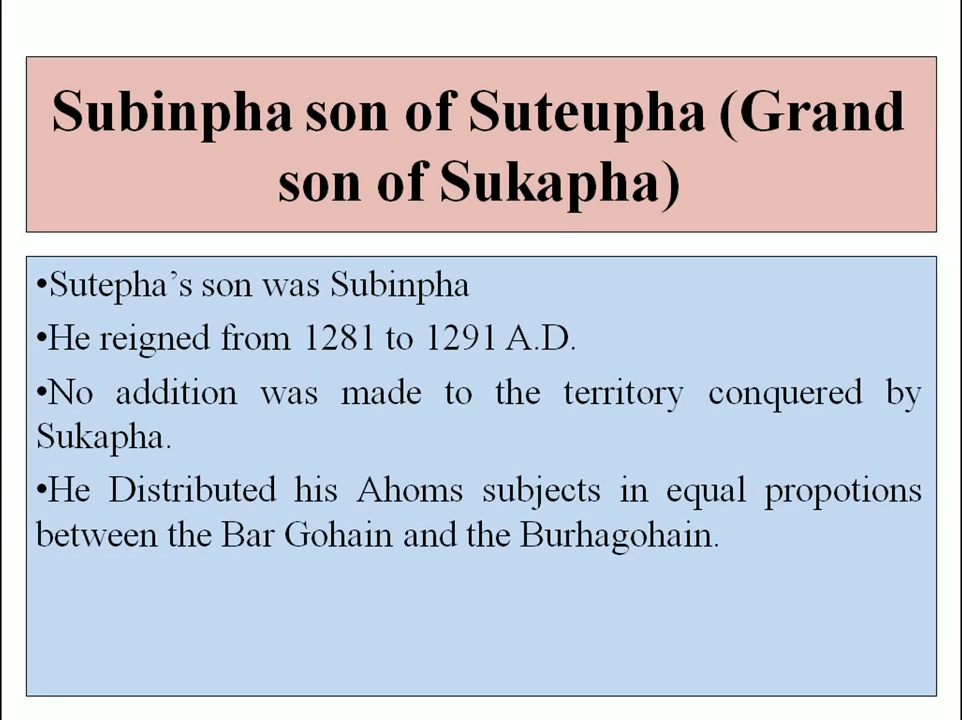 Subinpha son of Suteupha (Grand
son of Sukapha)
•Sutepha’s son was Subinpha
•He reigned from 1281 to 1291 A.D.
•No addition was made to the territory conquered by
Sukapha.
•He Distributed his Ahoms subjects in equal propotions
between the Bar Gohain and the Burhagohain.